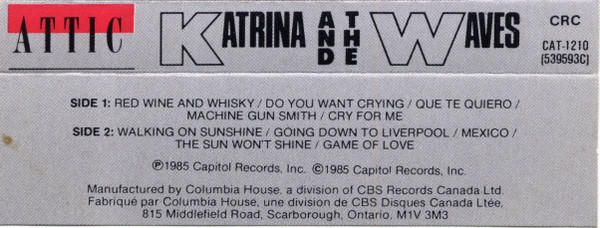 ATTIC
KATRINA AND THE WAVES
CRC
CAT-1210
(539593C)
SIDE 1: RED WINE AND WHISKY / DO YOU WANT CRYING / QUE TE QUIERO /
MACHINE GUN SMITH / CRY FOR ME
SIDE 2: WALKING ON SUNSHINE / GOING DOWN TO LIVERPOOL / MEXICO /
THE SUN WON'T SHINE / GAME OF LOVE
℗1985 Capitol Records, Inc. ©1985 Capitol Records, Inc.
Manufactured by Columbia House, a division of CBS Records Canada Ltd.
Fabriqué par Columbia House, une division de CBS Disques Canada Ltée,
815 Middlefield Road, Scarborough, Ontario. M1V 3M3